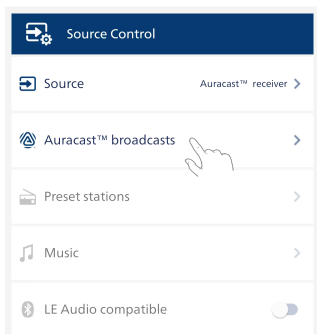 Source Control
Source Auracast™ receiver
Auracast™ broadcasts
Preset stations
Music
LE Audio compatible